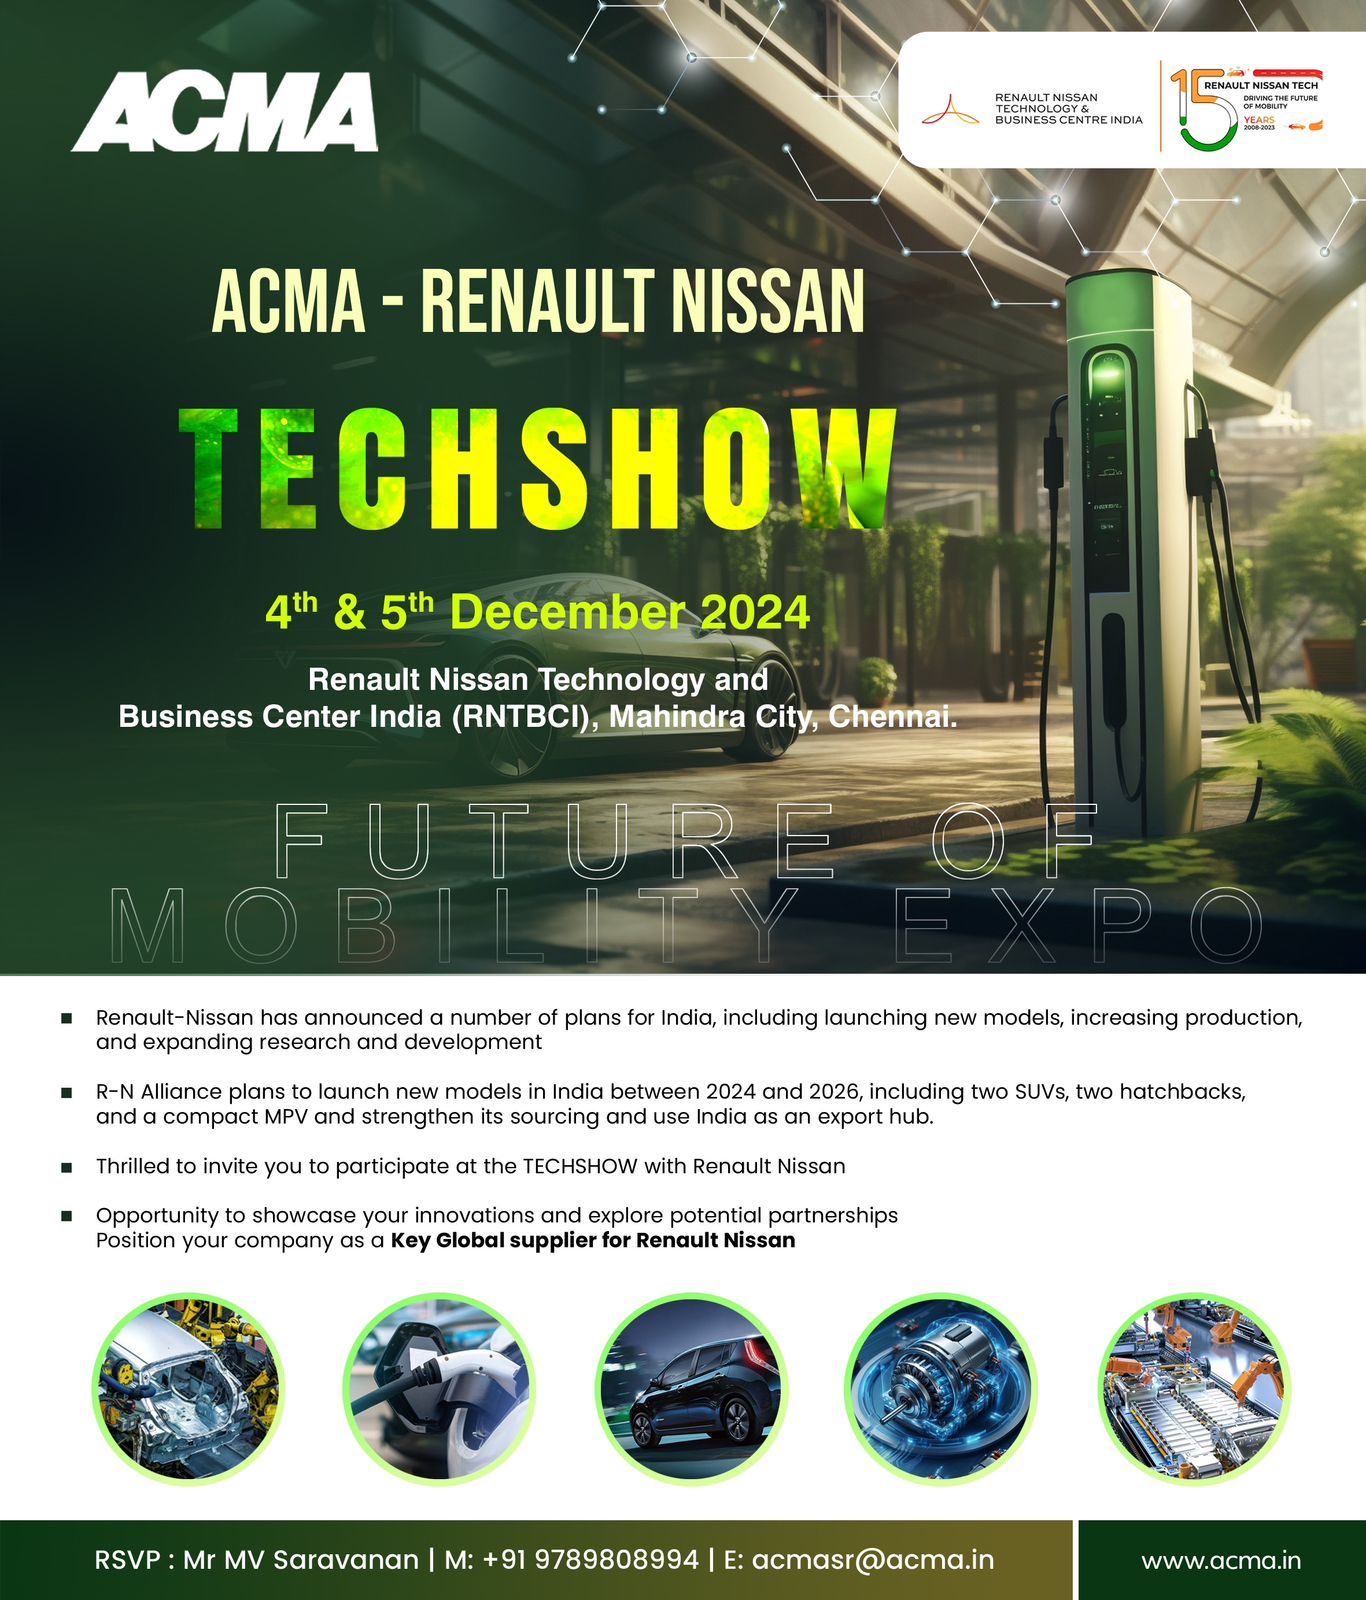 ACMA
RENAULT NISSAN
TECHNOLOGY &
BUSINESS CENTRE INDIA
15
RENAULT NISSAN TECH
DRIVING THE FUTURE
OF MOBILITY
YEARS
2008-2023
ACMA - RENAULT NISSAN
TECHSHOW
4th & 5th December 2024
Renault Nissan Technology and
Business Center India (RNTBCI), Mahindra City, Chennai.
FUTURE OF
MOBILITY EXPO
▪ Renault-Nissan has announced a number of plans for India, including launching new models, increasing production,
and expanding research and development
▪ R-N Alliance plans to launch new models in India between 2024 and 2026, including two SUVs, two hatchbacks,
and a compact MPV and strengthen its sourcing and use India as an export hub.
▪ Thrilled to invite you to participate at the TECHSHOW with Renault Nissan
▪ Opportunity to showcase your innovations and explore potential partnerships
Position your company as a Key Global supplier for Renault Nissan
RSVP : Mr MV Saravanan | M: +91 9789808994 | E: acmasr@acma.in
www.acma.in